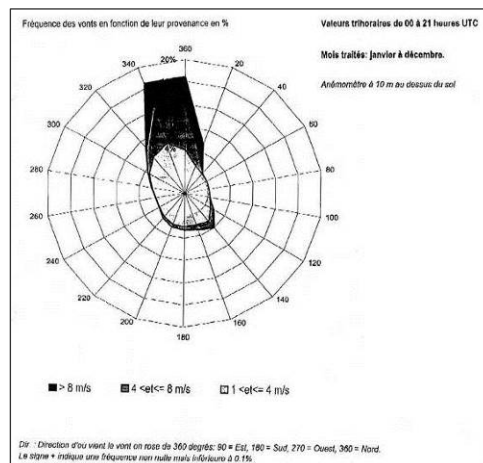 Fréquence des vents en fonction de leur provenance en %
Valeurs trihoraires de 00 à 21 heures UTC
Mois traités: janvier à décembre.
Anémomètre à 10 m au dessus du sol
360
20%
340
20
320
40
300
60
280
80
260
100
240
120
220
140
200
160
180
> 8 m/s
4 <et<= 8 m/s
1 <et<= 4 m/s
Dir : Direction d'où vient le vent en rose de 360 degrés: 90 = Est, 180 = Sud, 270 = Ouest, 360 = Nord.
Le signe + indique une fréquence non nulle mais inférieure à 0.1%